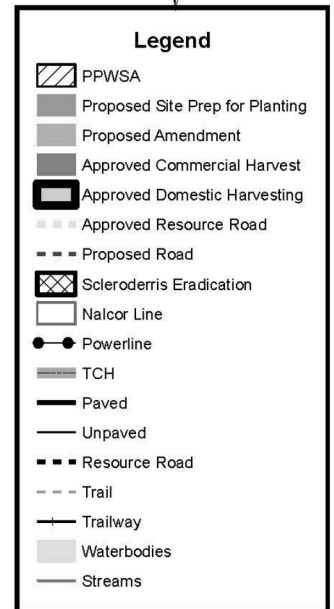 Legend
PPWSA
Proposed Site Prep for Planting
Proposed Amendment
Approved Commercial Harvest
Approved Domestic Harvesting
Approved Resource Road
Proposed Road
Scleroderris Eradication
Nalcor Line
Powerline
TCH
Paved
Unpaved
Resource Road
Trail
Trailway
Waterbodies
Streams